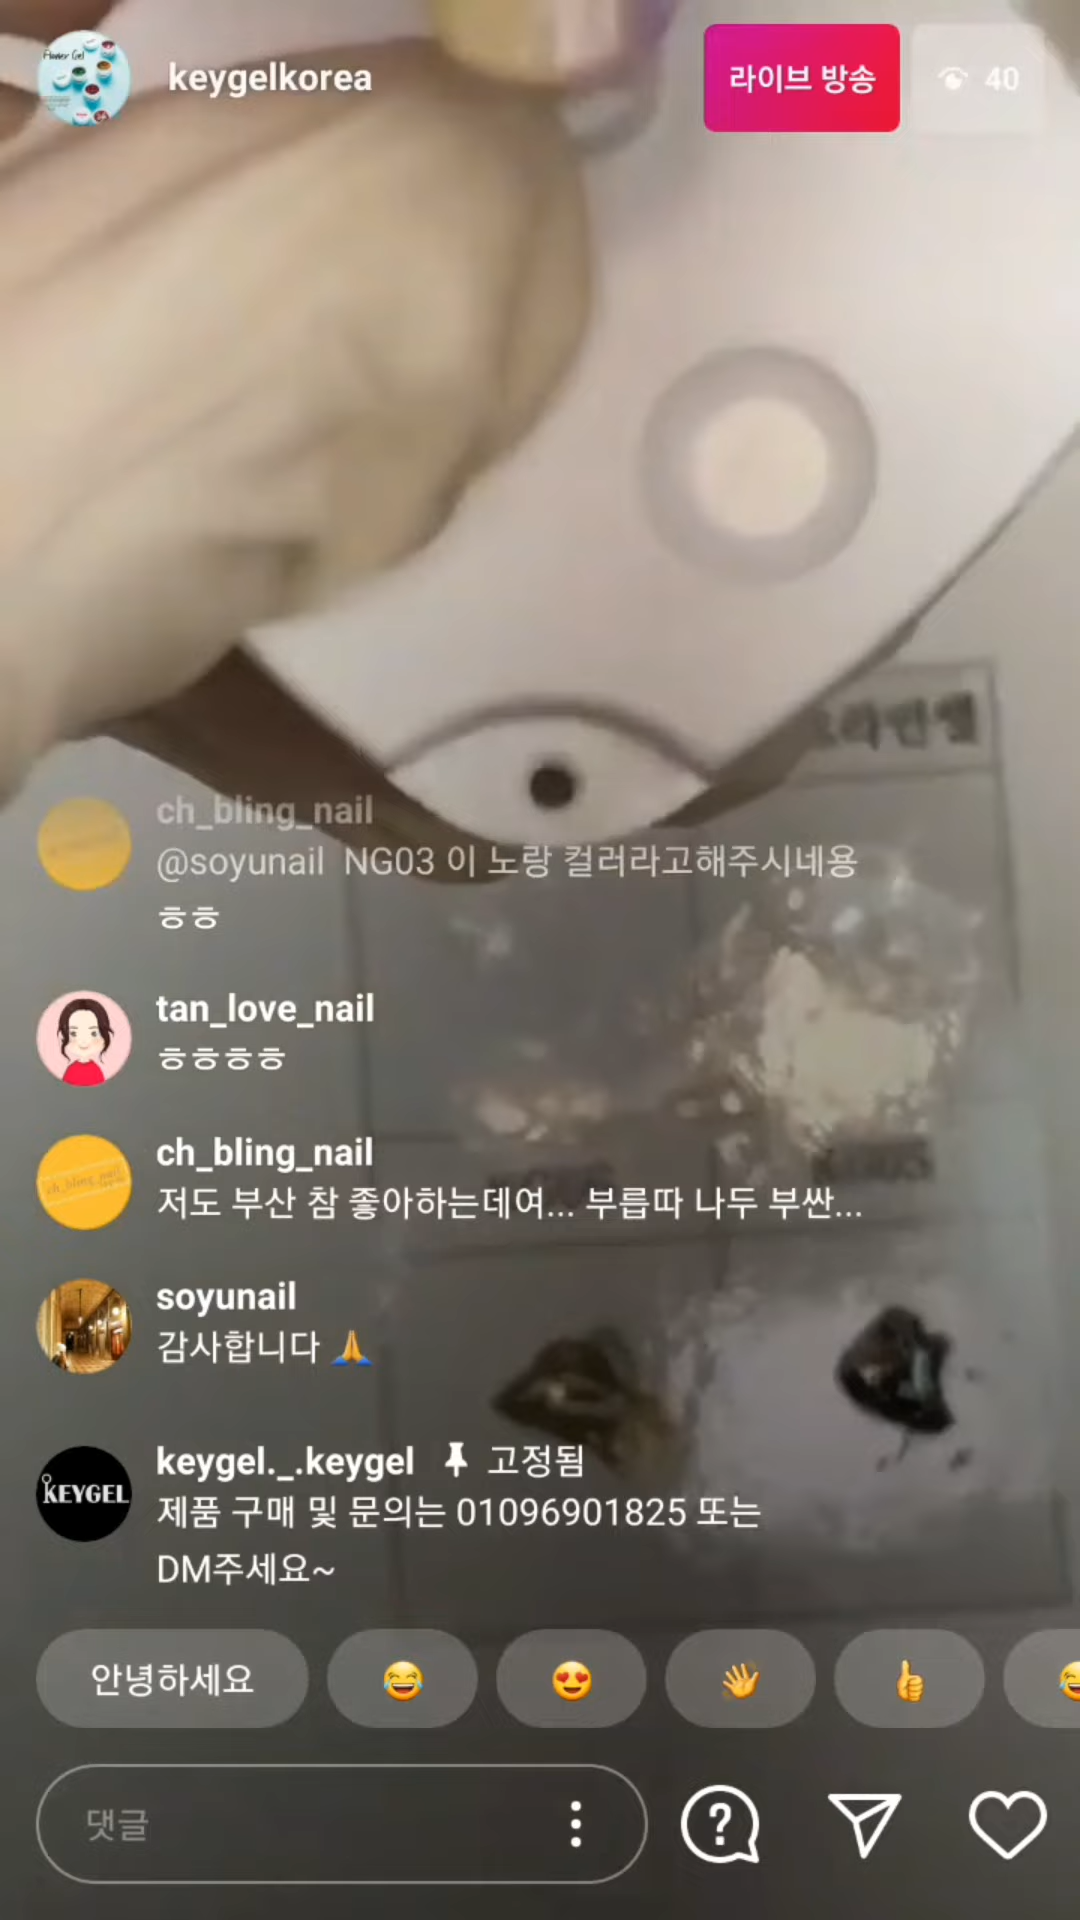 Flower Gel
keygelkorea
라이브 방송
40
ch_bling_nail
@soyunail NG03 이 노랑 컬러라고해주시네용
ㅎㅎ
tan_love_nail
ㅎㅎㅎㅎ
ch_bling_nail
ch_bling_nail
저도 부산 참 좋아하는데여... 부릅따 나두 부싼...
soyunail
감사합니다 🙏
KEYGEL
keygel._.keygel 고정됨
제품 구매 및 문의는 01096901825 또는
DM주세요~
안녕하세요 😂 😍 👋 👍
댓글